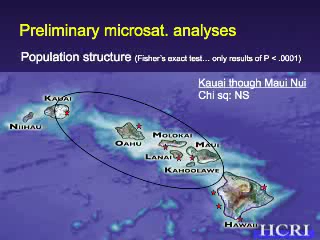 Preliminary microsat. analyses
Population structure (Fisher's exact test… only results of P < .0001)
Kauai though Maui Nui
Chi sq: NS
KAUAI
NIIHAU
OAHU
MOLOKAI
LANAI
MAUI
KAHOOLAWE
HAWAII
HCRI